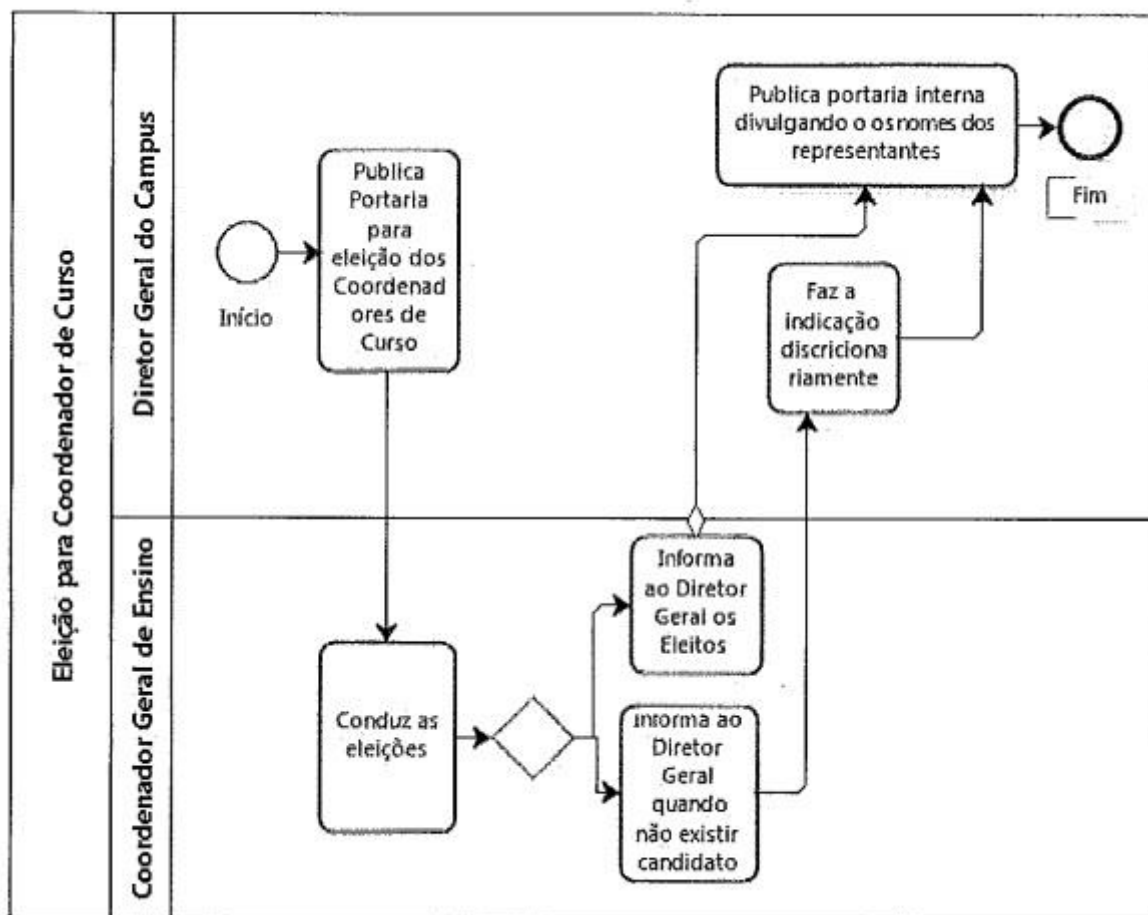 Eleição para Coordenador de Curso
Diretor Geral do Campus
Início
Publica
Portaria
para
eleição dos
Coordenad
ores de
Curso
Publica portaria interna
divulgando o os nomes dos
representantes
Fim
Faz a
indicação
discriciona
riamente
Coordenador Geral de Ensino
Conduz as
eleições
Informa
ao Diretor
Geral os
Eleitos
Informa ao
Diretor
Geral
quando
não existir
candidato